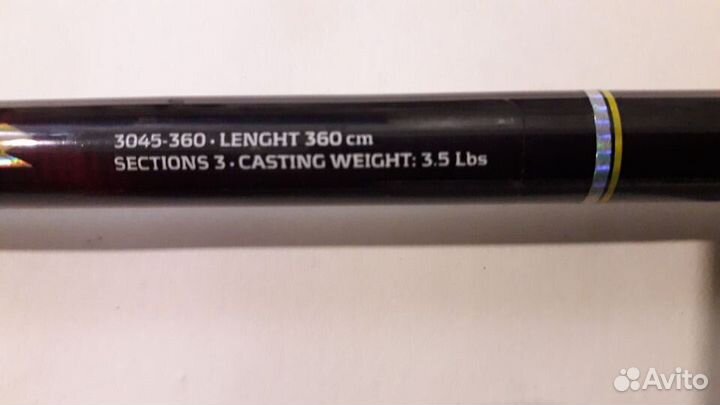 3045-360 · LENGHT 360 cm
SECTIONS 3 · CASTING WEIGHT: 3.5 Lbs
Avito